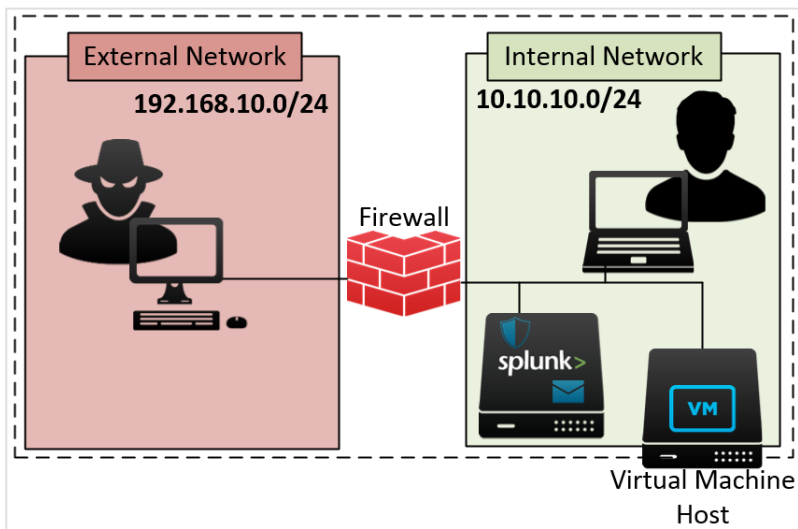 External Network
192.168.10.0/24
Internal Network
10.10.10.0/24
Firewall
splunk>
VM
Virtual Machine
Host